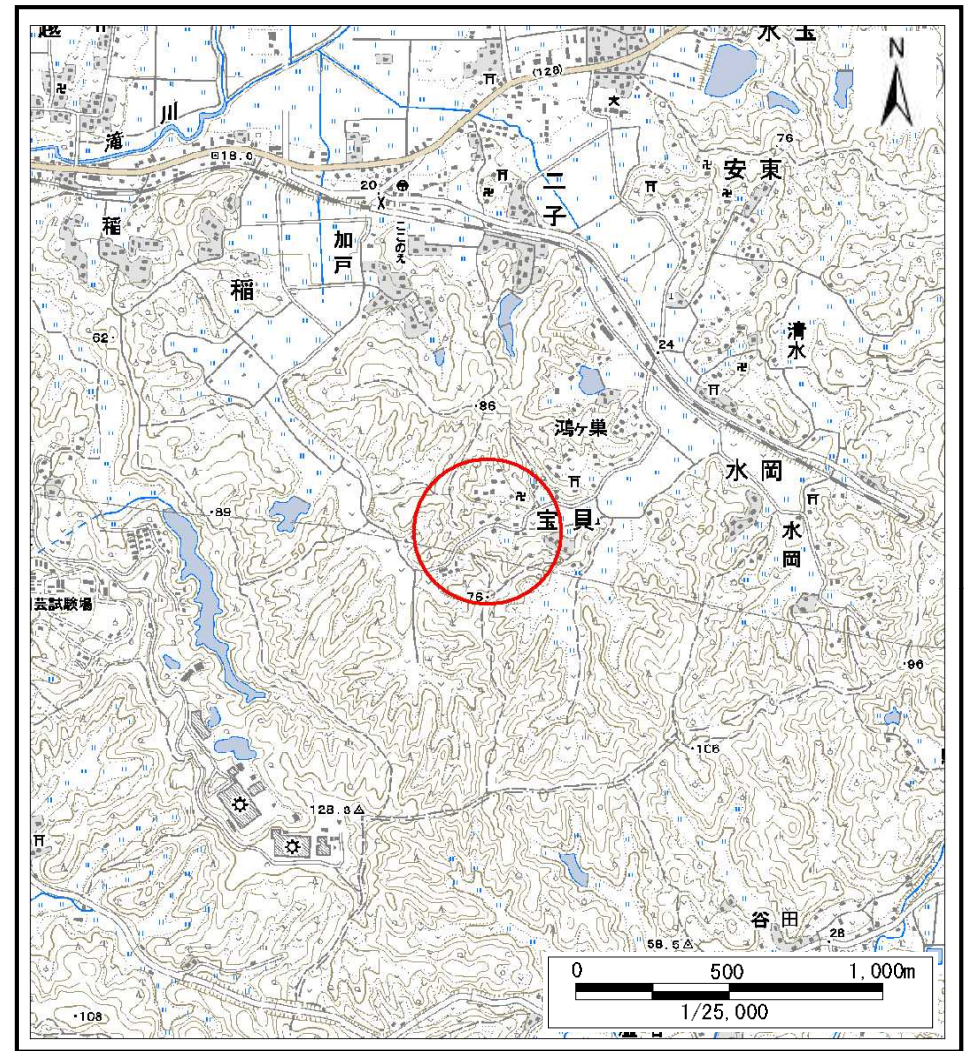 氷玉
N
川
(128)
滝
18.0
76
安東
20
二子
稲
加戸
ここのえ
稲
清水
62
24
86
鴻ヶ巣
水岡
89
宝貝
水岡
芸試験場
76
96
106
128.8
谷田
28
58.5
0 500 1,000m
1/25,000
108